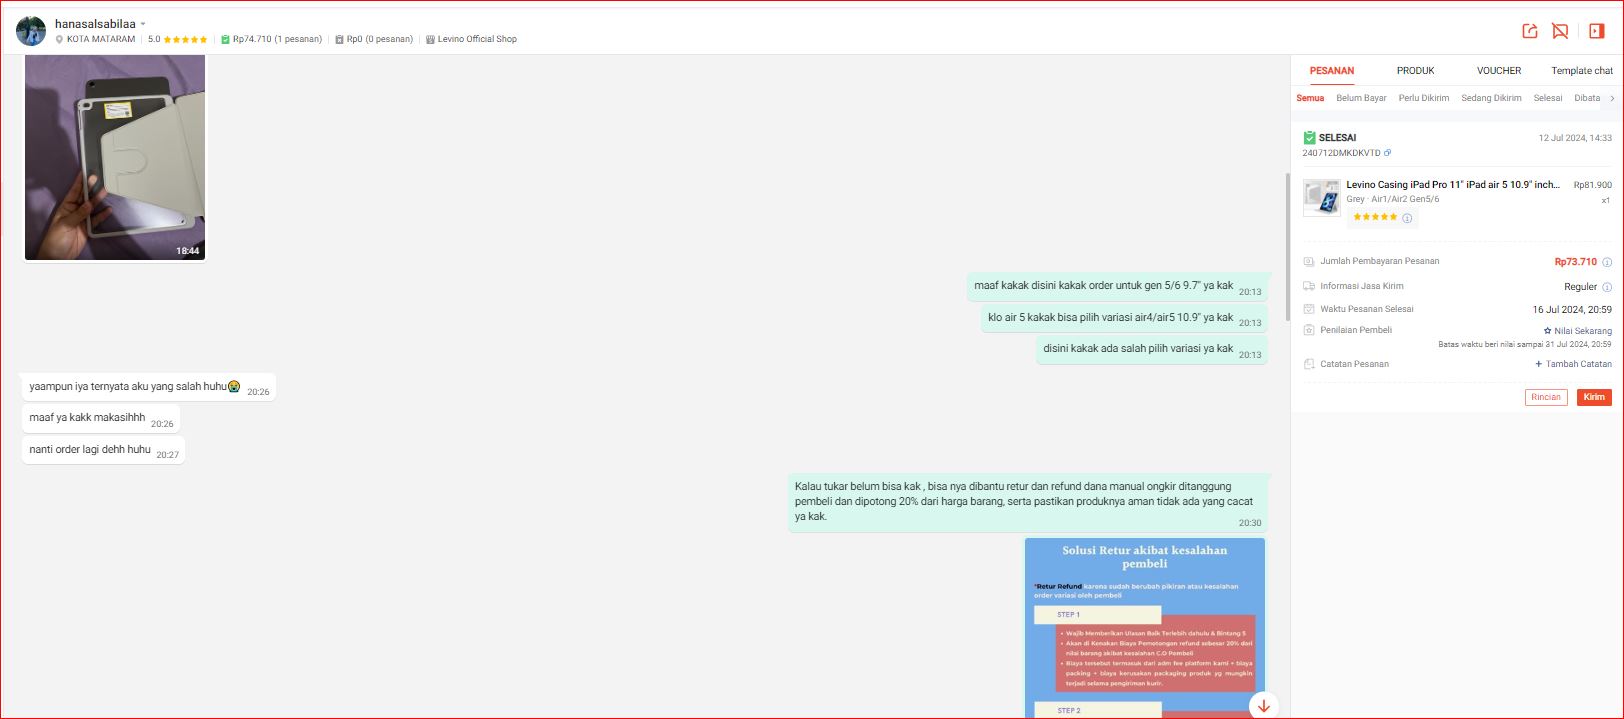 hanasalsabilaa
KOTA MATARAM | 5.0 | Rp74.710 (1 pesanan) | Rp0 (0 pesanan) | Levino Official Shop
18:44
maaf kakak disini kakak order untuk gen 5/6 9.7" ya kak 20:13
klo air 5 kakak bisa pilih variasi air4/air5 10.9" ya kak 20:13
disini kakak ada salah pilih variasi ya kak 20:13
yaampun iya ternyata aku yang salah huhu😭 20:26
maaf ya kakk makasihhh 20:26
nanti order lagi dehh huhu 20:27
Kalau tukar belum bisa kak , bisa nya dibantu retur dan refund dana manual ongkir ditanggung
pembeli dan dipotong 20% dari harga barang, serta pastikan produknya aman tidak ada yang cacat
ya kak.
20:30
Solusi Retur akibat kesalahan
pembeli
*Retur Refund karena sudah berubah pikiran atau kesalahan
order variasi oleh pembeli
STEP 1
• Wajib Memberikan Ulasan Baik Terlebih dahulu & Bintang 5
• Akan di Kenakan Biaya Pemotongan refund sebesar 20% dari
nilai barang akibat kesalahan C.O Pembeli
• Biaya tersebut termasuk dari adm fee platform kami + biaya
packing + biaya kerusakan packaging produk yg mungkin
terjadi selama pengiriman kurir.
STEP 2
PESANAN PRODUK VOUCHER Template chat
Semua Belum Bayar Perlu Dikirim Sedang Dikirim Selesai Dibata
SELESAI 12 Jul 2024, 14:33
240712DMKDKVTD
Levino Casing iPad Pro 11" iPad air 5 10.9" inch... Rp81.900
Grey · Air1/Air2 Gen5/6 x1
Jumlah Pembayaran Pesanan Rp73.710
Informasi Jasa Kirim Reguler
Waktu Pesanan Selesai 16 Jul 2024, 20:59
Penilaian Pembeli Nilai Sekarang
Batas waktu beri nilai sampai 31 Jul 2024, 20:59
Catatan Pesanan + Tambah Catatan
Rincian Kirim